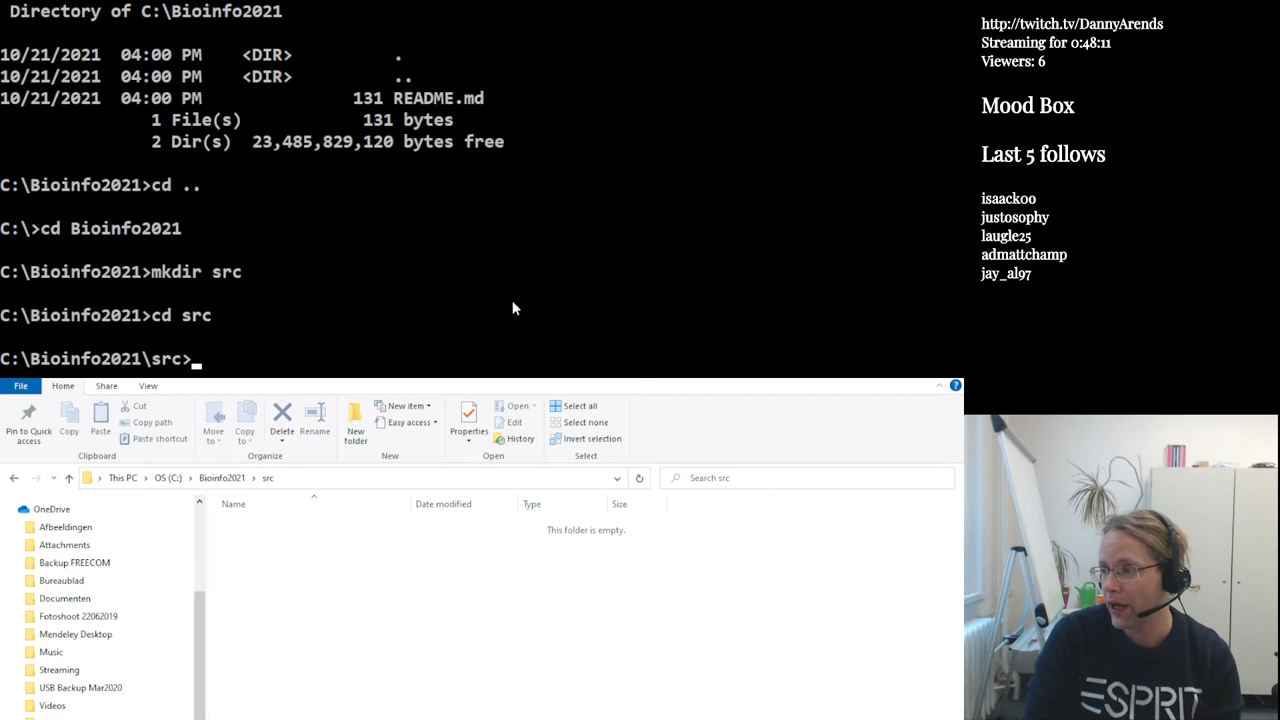 Directory of C:\Bioinfo2021
10/21/2021 04:00 PM <DIR> .
10/21/2021 04:00 PM <DIR> ..
10/21/2021 04:00 PM 131 README.md
1 File(s) 131 bytes
2 Dir(s) 23,485,829,120 bytes free
C:\Bioinfo2021>cd ..
C:\>cd Bioinfo2021
C:\Bioinfo2021>mkdir src
C:\Bioinfo2021>cd src
C:\Bioinfo2021\src>
http://twitch.tv/DannyArends
Streaming for 0:48:11
Viewers: 6
Mood Box
Last 5 follows
isaack00
justosophy
laugle25
admattchamp
jay_al97
File Home Share View
Pin to Quick access
Copy
Paste
Cut
Copy path
Paste shortcut
Clipboard
Move to
Copy to
Delete
Rename
Organize
New folder
New item
Easy access
New
Properties
Open
Edit
History
Open
Select all
Select none
Invert selection
Select
This PC > OS (C:) > Bioinfo2021 > src
Search src
Name Date modified Type Size
This folder is empty.
OneDrive
Afbeeldingen
Attachments
Backup FREECOM
Bureaublad
Documenten
Fotoshoot 22062019
Mendeley Desktop
Music
Streaming
USB Backup Mar2020
Videos
ESPRIT